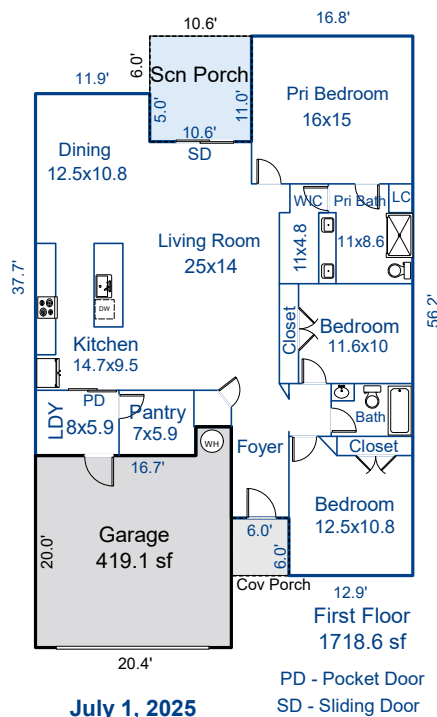 10.6'
16.8'
6.0'
Scn Porch
11.9'
5.0'
11.0'
Pri Bedroom
16x15
10.6'
SD
Dining
12.5x10.8
WIC
Pri Bath
LC
Living Room
25x14
11x4.8
11x8.6
37.7'
56.2'
DW
Closet
Bedroom
11.6x10
Kitchen
14.7x9.5
PD
LDY
8x5.9
Pantry
7x5.9
Bath
WH
Foyer
Closet
16.7'
Bedroom
12.5x10.8
Garage
419.1 sf
20.0'
6.0'
6.0'
Cov Porch
12.9'
First Floor
1718.6 sf
20.4'
PD - Pocket Door
SD - Sliding Door
July 1, 2025